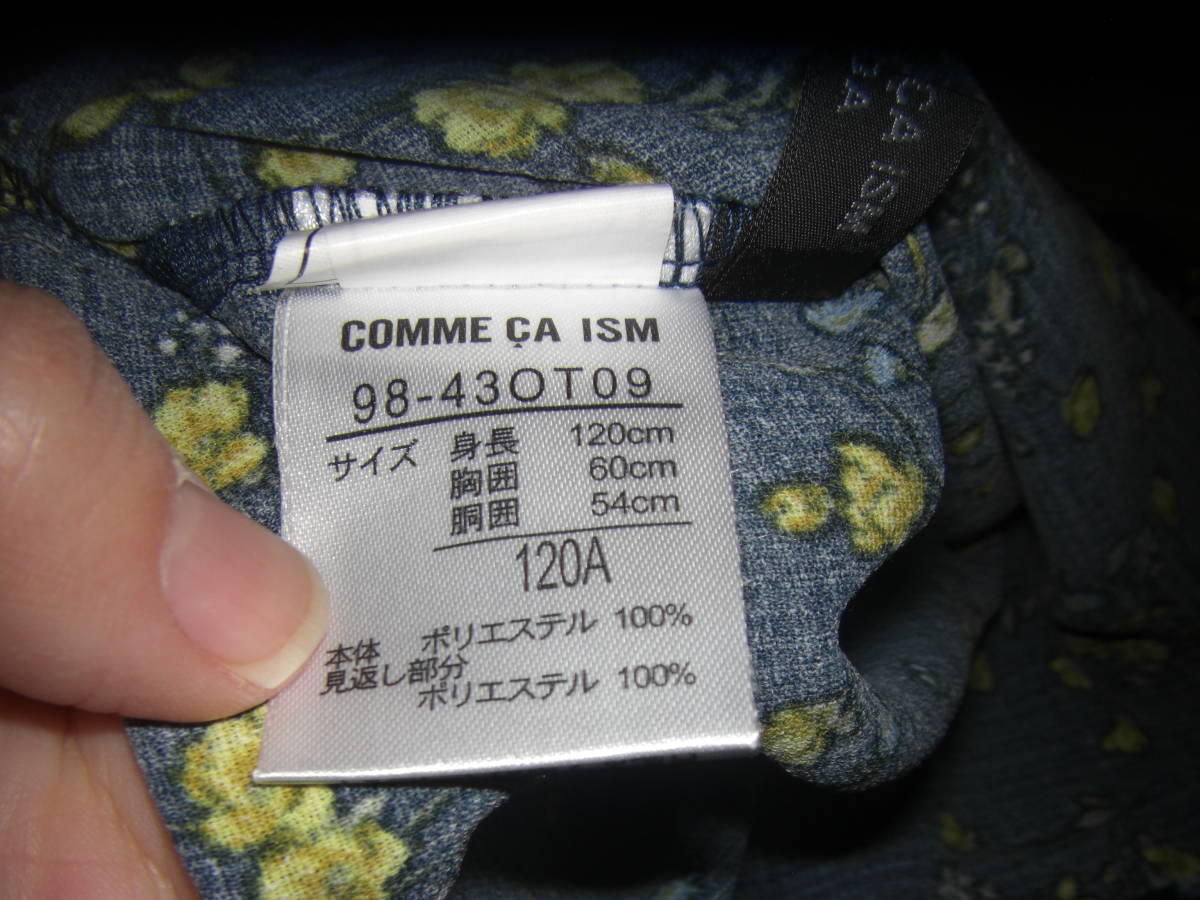 ÇA ISM
COMME ÇA ISM
98-43OT09
サイズ 身長 120cm
胸囲 60cm
胴囲 54cm
120A
本体 ポリエステル 100%
見返し部分
ポリエステル 100%